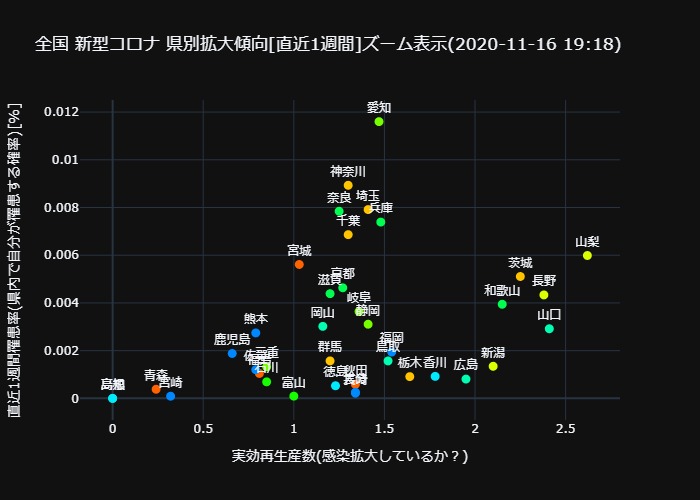 全国 新型コロナ 県別拡大傾向[直近1週間]ズーム表示(2020-11-16 19:18)
直近1週間罹患率(県内で自分が罹患する確率)[%]
0.012
0.01
0.008
0.006
0.004
0.002
0
愛知
神奈川
奈良
埼玉
兵庫
千葉
宮城
山梨
茨城
滋賀
京都
長野
和歌山
岐阜
静岡
岡山
山口
熊本
鹿児島
福岡
鳥取
群馬
三重
新潟
栃木
香川
広島
石川
徳島
秋田
青森
宮崎
富山
0
0.5
1
1.5
2
2.5
実効再生産数(感染拡大しているか？)